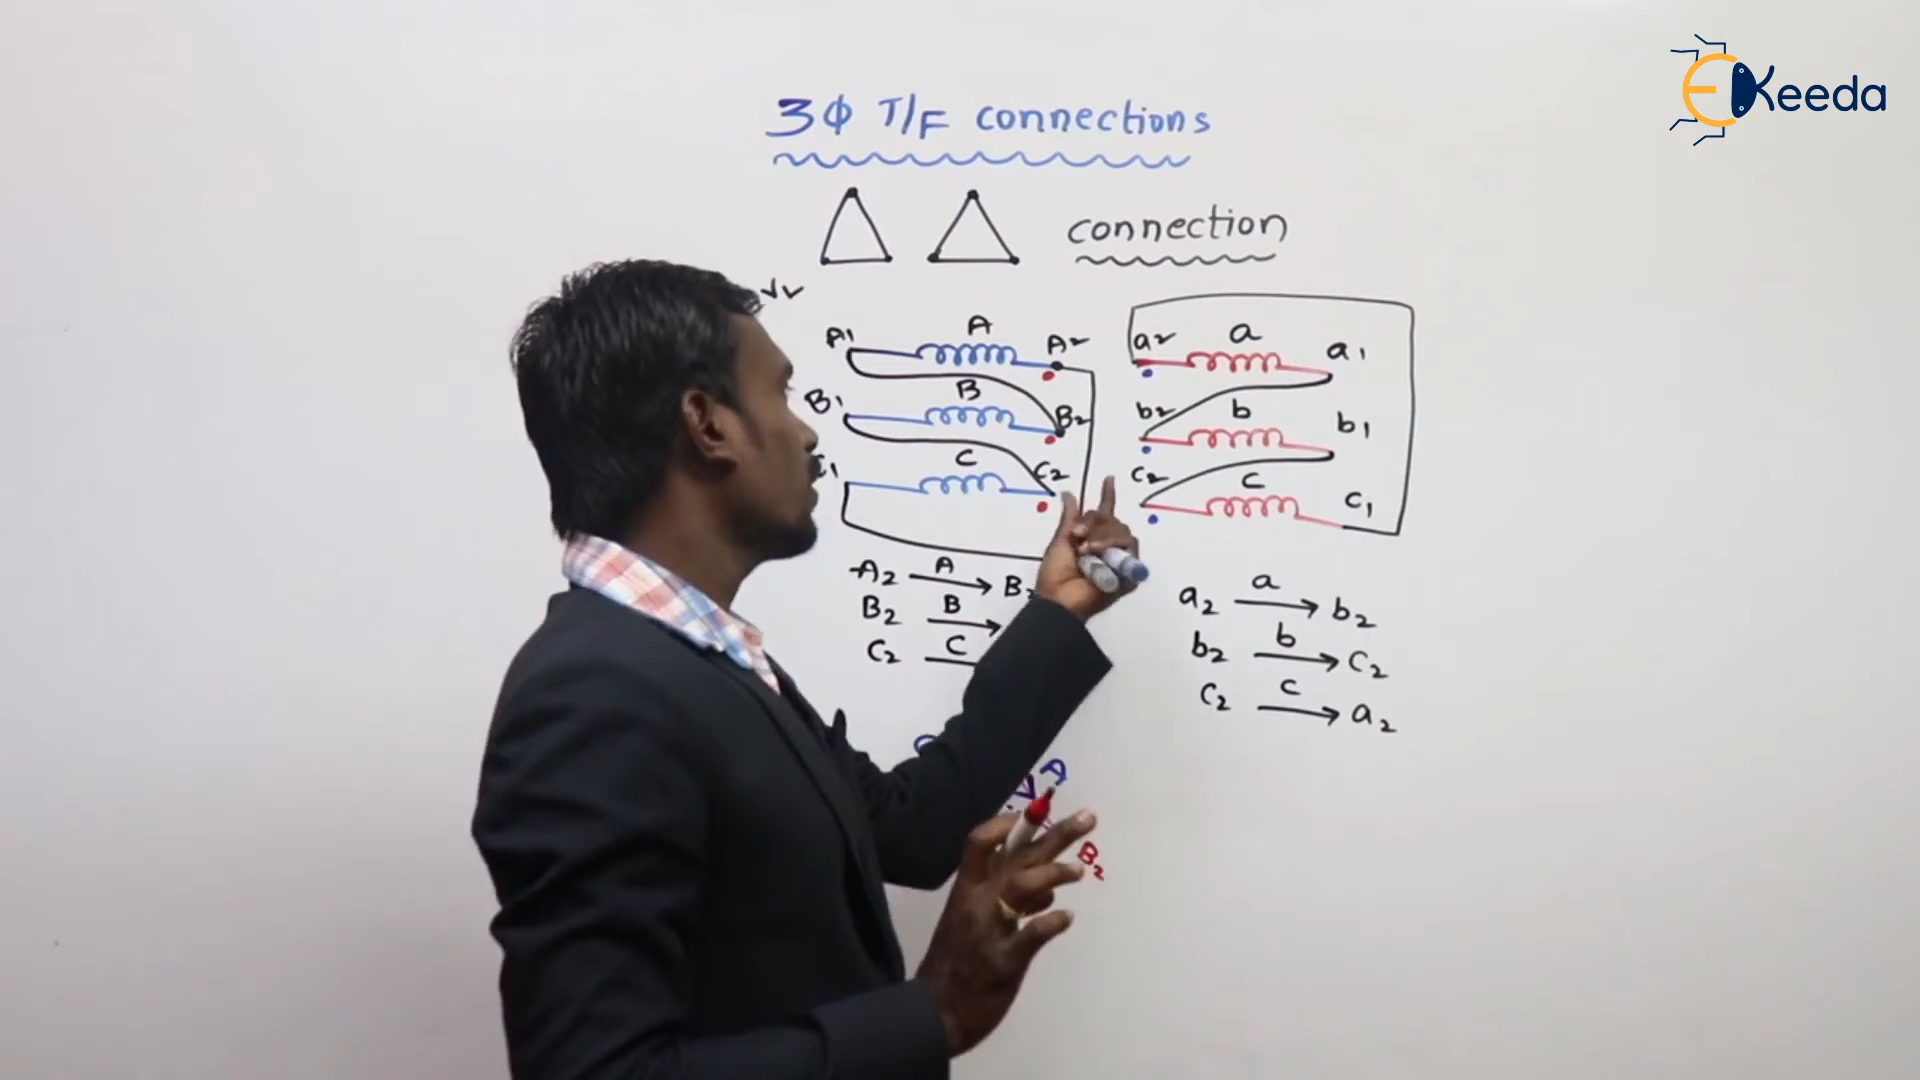 EKeeda
3Φ T/F connections
connection
A1 A A2
a2 a a1
B1 B B2
b2 b b1
C C2
c2 c c1
A2 A B2
B2 B
C2 C
a2 a b2
b2 b c2
c2 c a2
A
B2